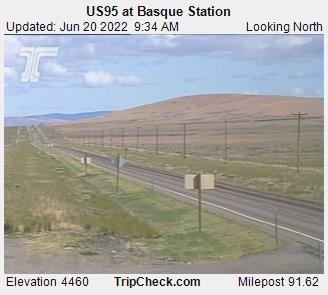 US95 at Basque Station
Updated: Jun 20 2022 9:34 AM Looking North
Elevation 4460 TripCheck.com Milepost 91.62